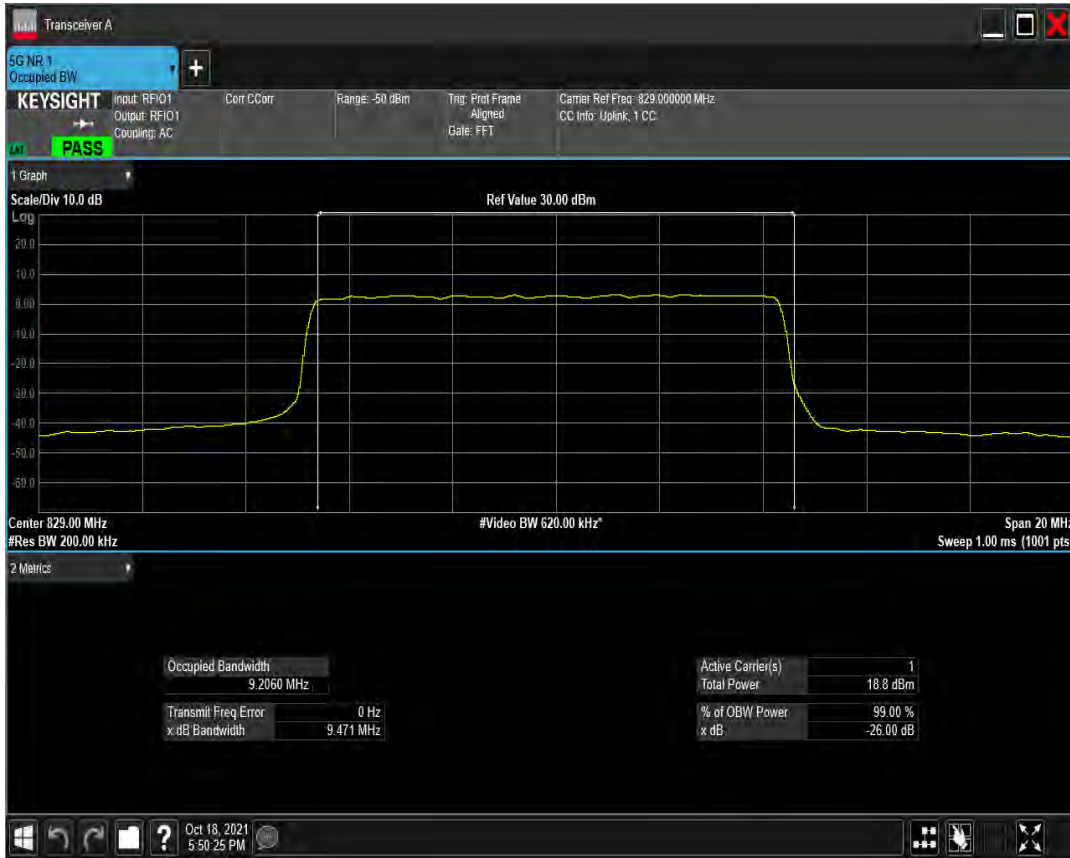 Transceiver A
5G NR 1
Occupied BW
+
KEYSIGHT
PASS
Input: RFIO1
Output: RFIO1
Coupling: AC
Corr CCorr
Range: -50 dBm
Trig: Prot Frame
Aligned
Gate: FFT
Carrier Ref Freq: 829.000000 MHz
CC Info: Uplink, 1 CC
1 Graph
Scale/Div 10.0 dB
Ref Value 30.00 dBm
Log
20.0
10.0
0.00
-10.0
-20.0
-30.0
-40.0
-50.0
-60.0
Center 829.00 MHz
#Video BW 620.00 kHz*
Span 20 MHz
#Res BW 200.00 kHz
Sweep 1.00 ms (1001 pts
2 Metrics
Occupied Bandwidth
9.2060 MHz
Transmit Freq Error 0 Hz
x dB Bandwidth 9.471 MHz
Active Carrier(s) 1
Total Power 18.8 dBm
% of OBW Power 99.00 %
x dB -26.00 dB
?
Oct 18, 2021
5:50:25 PM